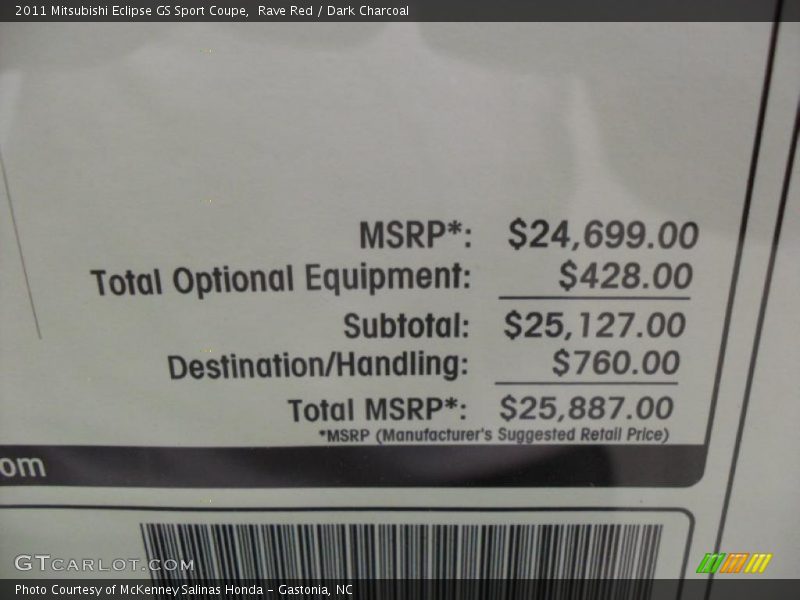 2011 Mitsubishi Eclipse GS Sport Coupe, Rave Red / Dark Charcoal
MSRP*: $24,699.00
Total Optional Equipment: $428.00
Subtotal: $25,127.00
Destination/Handling: $760.00
Total MSRP*: $25,887.00
*MSRP (Manufacturer's Suggested Retail Price)
om
GTCARLOT.COM
Photo Courtesy of McKenney Salinas Honda - Gastonia, NC